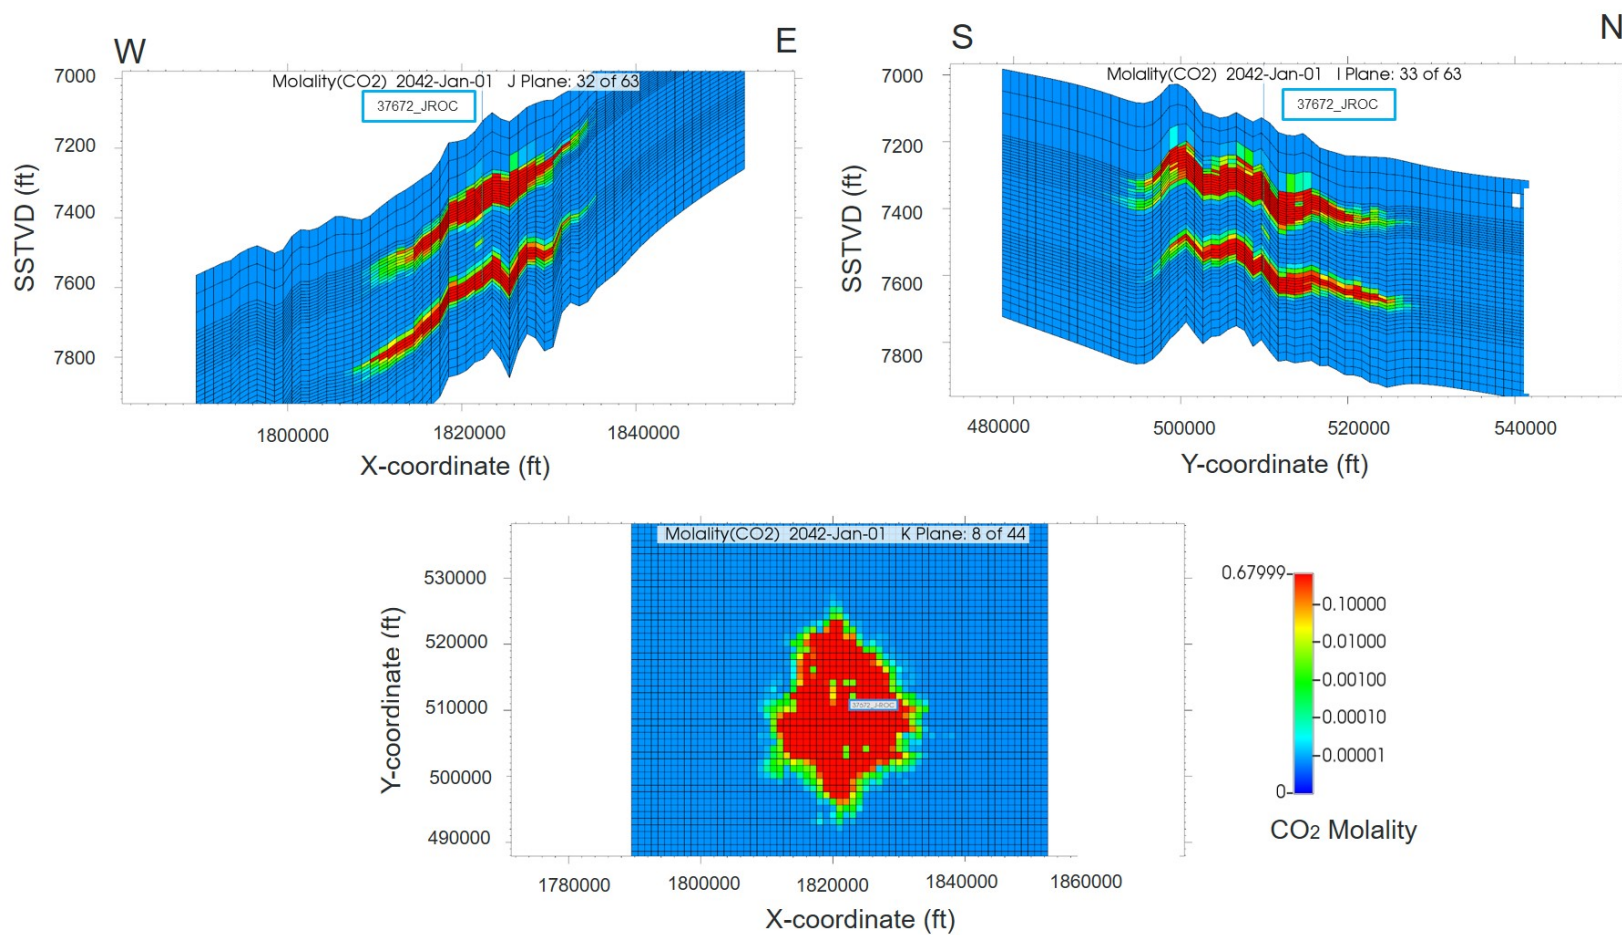 W
E
Molality(CO2) 2042-Jan-01 J Plane: 32 of 63
37672_JROC
7000
7200
7400
7600
7800
SSTVD (ft)
1800000
1820000
1840000
X-coordinate (ft)
S
N
Molality(CO2) 2042-Jan-01 I Plane: 33 of 63
37672_JROC
7000
7200
7400
7600
7800
SSTVD (ft)
480000
500000
520000
540000
Y-coordinate (ft)
Molality(CO2) 2042-Jan-01 K Plane: 8 of 44
37672_JROC
530000
520000
510000
500000
490000
Y-coordinate (ft)
1780000
1800000
1820000
1840000
1860000
X-coordinate (ft)
0.67999
0.10000
0.01000
0.00100
0.00010
0.00001
0
CO2 Molality